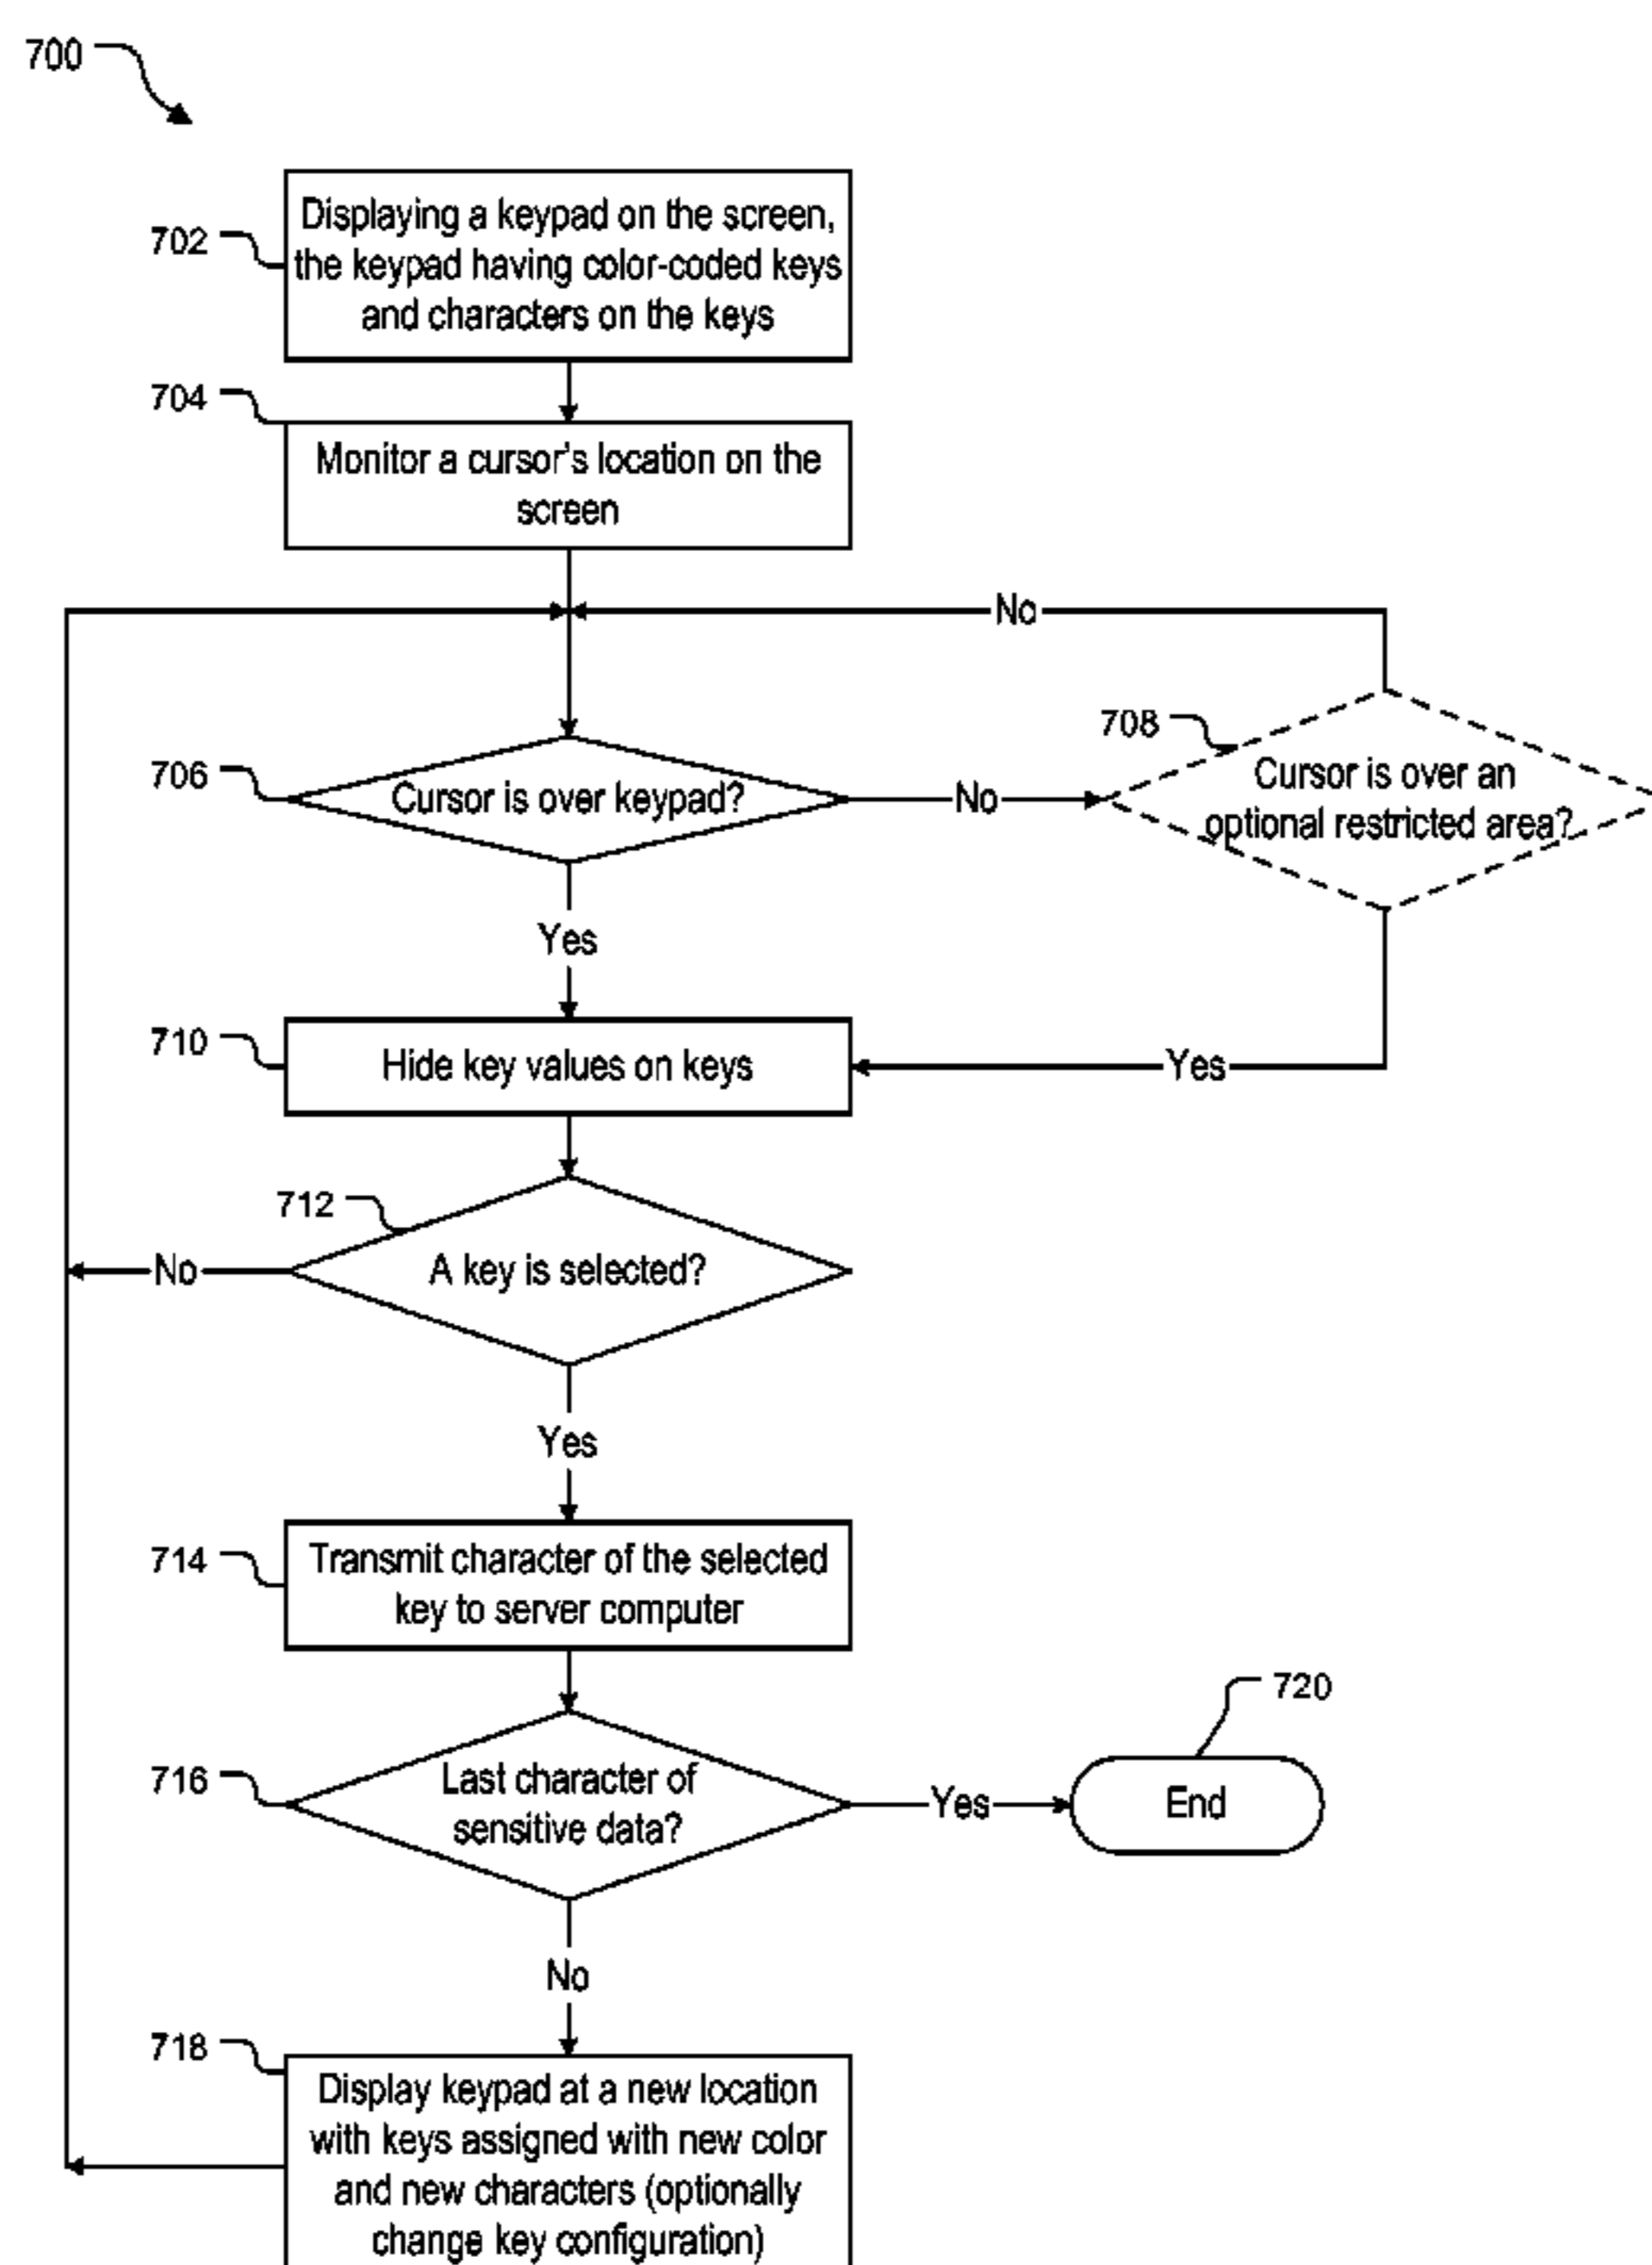 700
702
Displaying a keypad on the screen,
the keypad having color-coded keys
and characters on the keys
704
Monitor a cursor's location on the
screen
No
706
Cursor is over keypad?
No
708
Cursor is over an
optional restricted area?
Yes
710
Hide key values on keys
Yes
712
A key is selected?
No
Yes
714
Transmit character of the selected
key to server computer
716
Last character of
sensitive data?
Yes
720
End
No
718
Display keypad at a new location
with keys assigned with new color
and new characters (optionally
change key configuration)